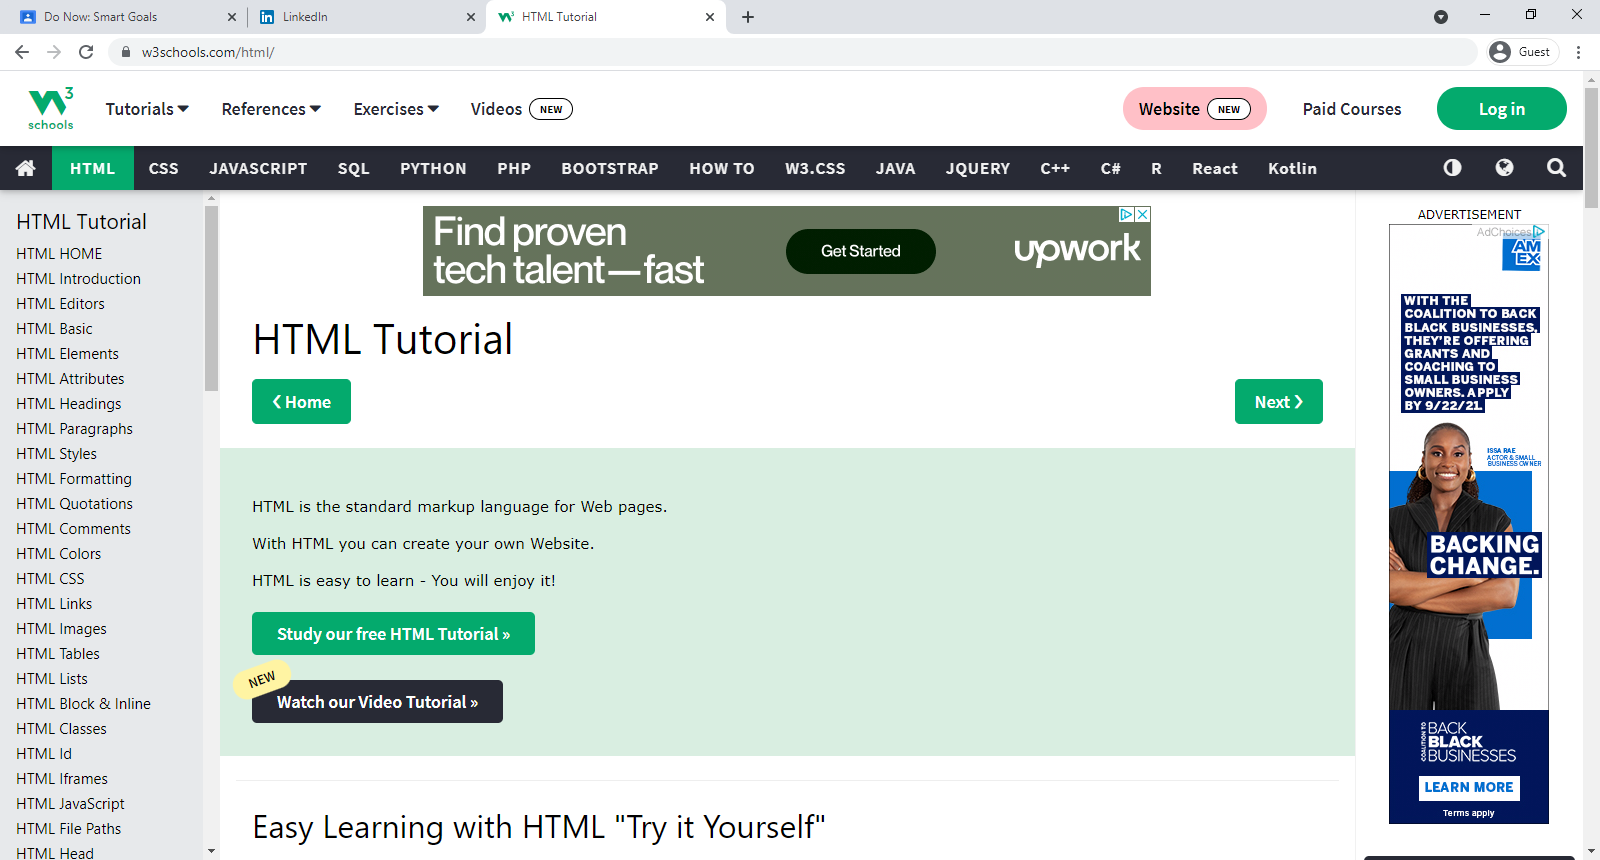 Do Now: Smart Goals
LinkedIn
HTML Tutorial
w3schools.com/html/
Guest
W3 schools
Tutorials
References
Exercises
Videos NEW
Website NEW
Paid Courses
Log in
HTML
CSS
JAVASCRIPT
SQL
PYTHON
PHP
BOOTSTRAP
HOW TO
W3.CSS
JAVA
JQUERY
C++
C#
R
React
Kotlin
HTML Tutorial
HTML HOME
HTML Introduction
HTML Editors
HTML Basic
HTML Elements
HTML Attributes
HTML Headings
HTML Paragraphs
HTML Styles
HTML Formatting
HTML Quotations
HTML Comments
HTML Colors
HTML CSS
HTML Links
HTML Images
HTML Tables
HTML Lists
HTML Block & Inline
HTML Classes
HTML Id
HTML Iframes
HTML JavaScript
HTML File Paths
HTML Head
Find proven
tech talent—fast
Get Started
upwork
HTML Tutorial
❮ Home
Next ❯
HTML is the standard markup language for Web pages.
With HTML you can create your own Website.
HTML is easy to learn - You will enjoy it!
Study our free HTML Tutorial »
NEW
Watch our Video Tutorial »
Easy Learning with HTML "Try it Yourself"
ADVERTISEMENT
AdChoices
AM
EX
WITH THE
COALITION TO BACK
BLACK BUSINESSES,
THEY'RE OFFERING
GRANTS AND
COACHING TO
SMALL BUSINESS
OWNERS. APPLY
BY 9/22/21.
ISSA RAE
ACTOR & SMALL
BUSINESS OWNER
BACKING
CHANGE.
COALITION TO
BACK
BLACK
BUSINESSES
LEARN MORE
Terms apply